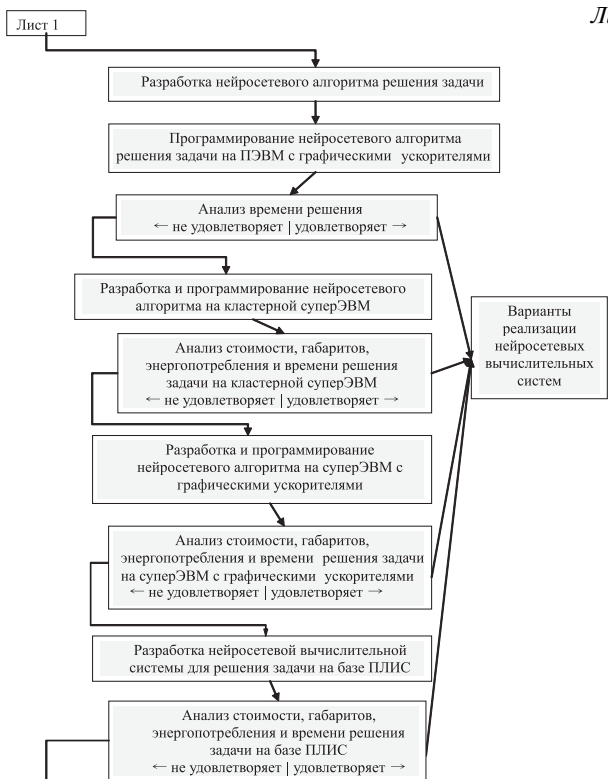 Лист 1
Разработка нейросетевого алгоритма решения задачи
Программирование нейросетевого алгоритма
решения задачи на ПЭВМ с графическими ускорителями
Анализ времени решения
← не удовлетворяет | удовлетворяет →
Разработка и программирование нейросетевого
алгоритма на кластерной суперЭВМ
Анализ стоимости, габаритов,
энергопотребления и времени решения
задачи на кластерной суперЭВМ
← не удовлетворяет | удовлетворяет →
Варианты
реализации
нейросетевых
вычислительных
систем
Разработка и программирование
нейросетевого алгоритма на суперЭВМ с
графическими ускорителями
Анализ стоимости, габаритов,
энергопотребления и времени решения задачи
на суперЭВМ с графическими ускорителями
← не удовлетворяет | удовлетворяет →
Разработка нейросетевой вычислительной
системы для решения задачи на базе ПЛИС
Анализ стоимости, габаритов,
энергопотребления и времени решения
задачи на базе ПЛИС
← не удовлетворяет | удовлетворяет →